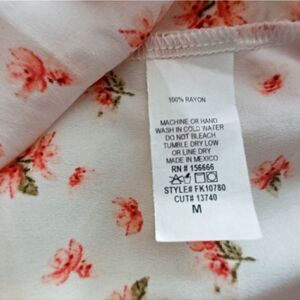 100% RAYON
MACHINE OR HAND
WASH IN COLD WATER
DO NOT BLEACH
TUMBLE DRY LOW
OR LINE DRY
MADE IN MEXICO
RN # 156666
STYLE# FK10780
CUT# 13740
M